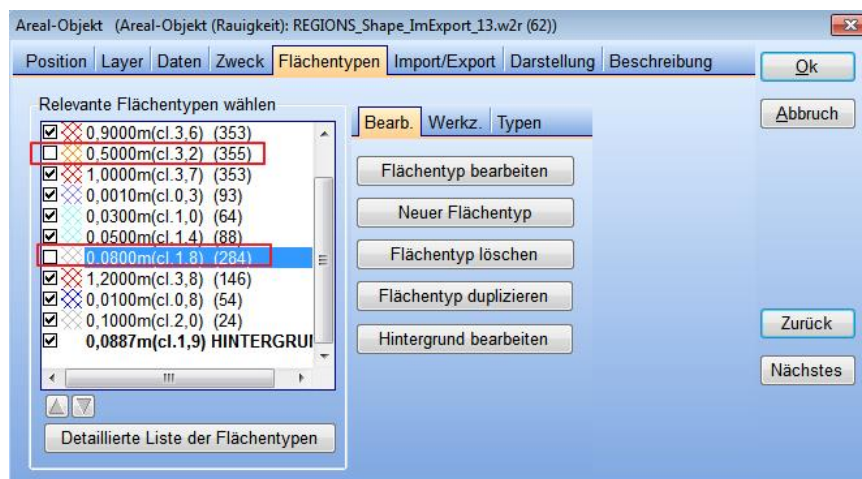 Areal-Objekt (Areal-Objekt (Rauigkeit): REGIONS_Shape_ImExport_13.w2r (62))
Position Layer Daten Zweck Flächentypen Import/Export Darstellung Beschreibung
Ok
Abbruch
Relevante Flächentypen wählen
0,9000m(cl.3,6) (353)
0,5000m(cl.3,2) (355)
1,0000m(cl.3,7) (353)
0,0010m(cl.0,3) (93)
0,0300m(cl.1,0) (64)
0,0500m(cl.1,4) (88)
0,0800m(cl.1,8) (284)
1,2000m(cl.3,8) (146)
0,0100m(cl.0,8) (54)
0,1000m(cl.2,0) (24)
0,0887m(cl.1,9) HINTERGRU
Detaillierte Liste der Flächentypen
Bearb. Werkz. Typen
Flächentyp bearbeiten
Neuer Flächentyp
Flächentyp löschen
Flächentyp duplizieren
Hintergrund bearbeiten
Zurück
Nächstes